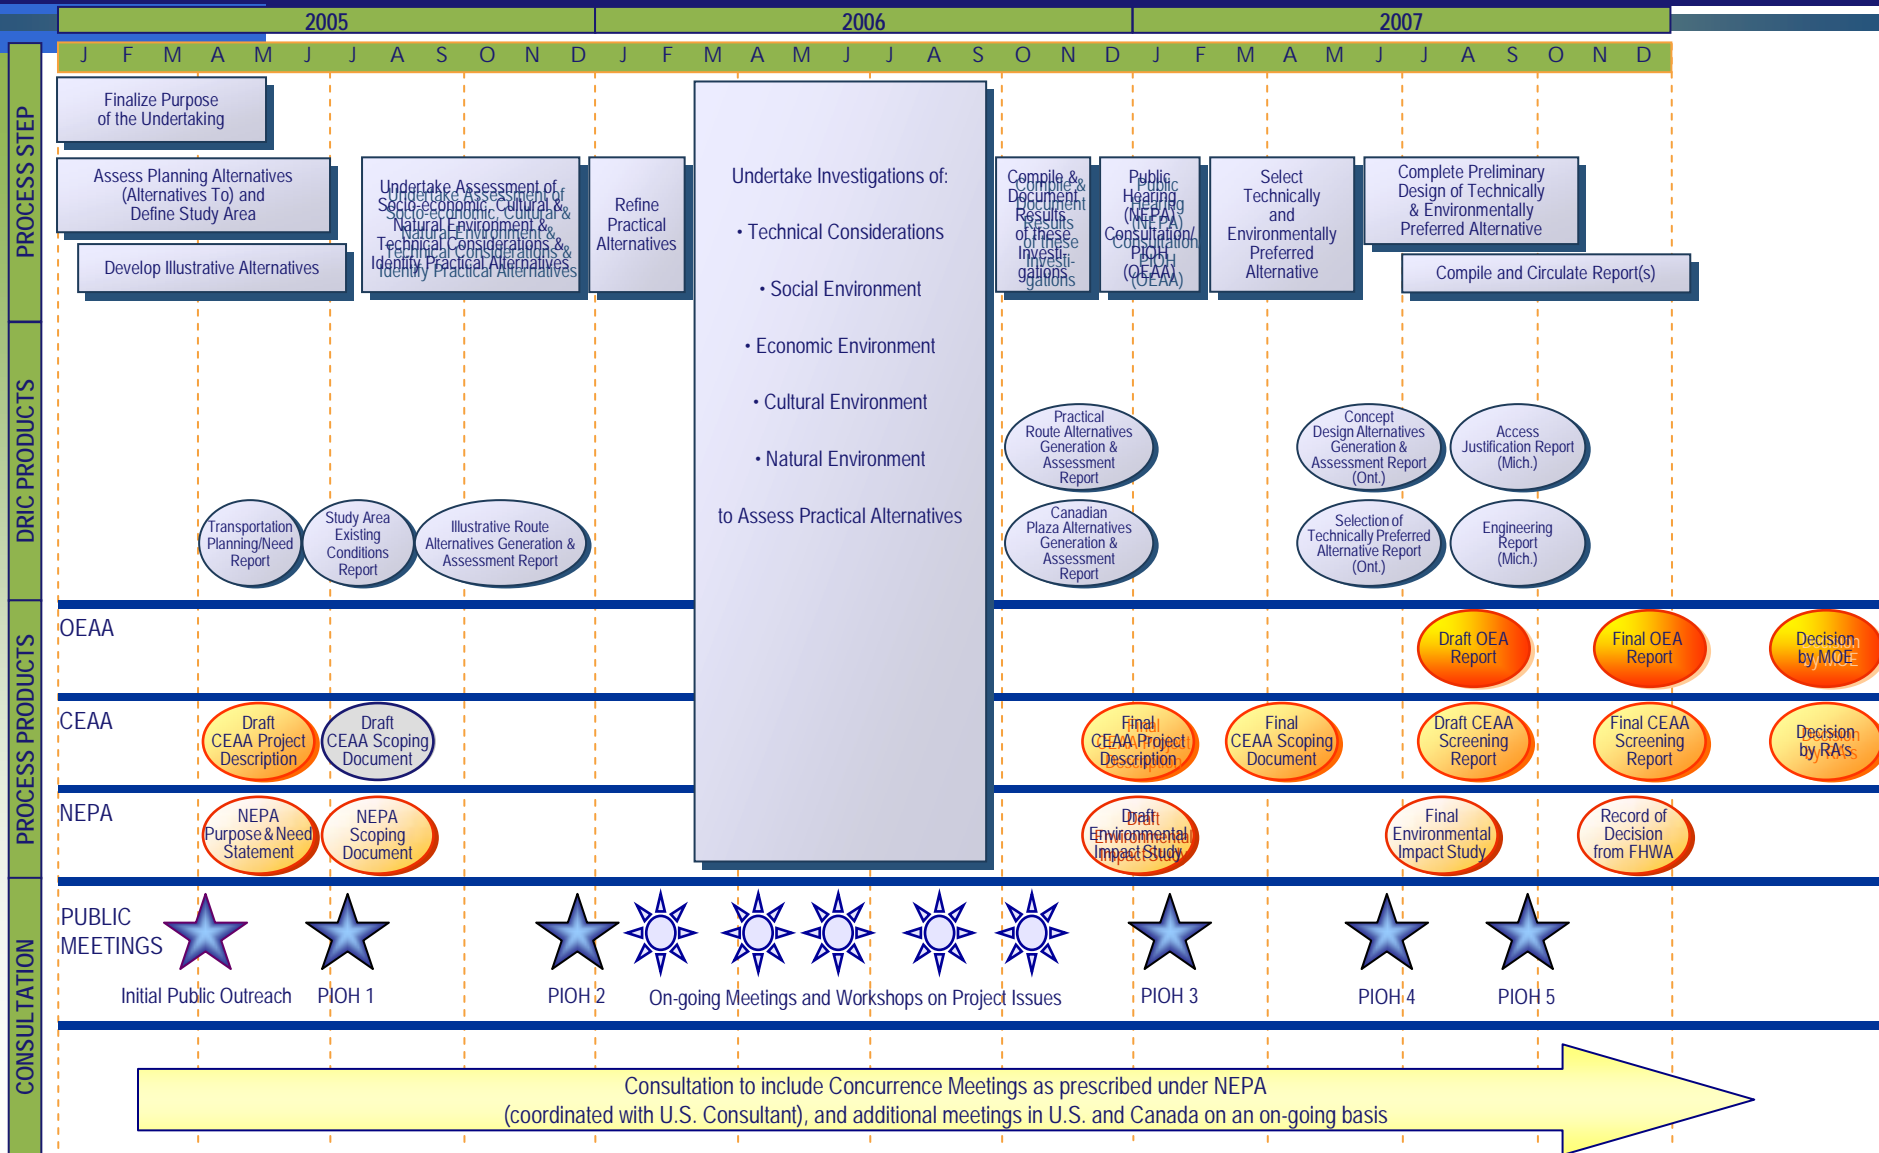 2005
2006
2007
J F M A M J J A S O N D J F M A M J J A S O N D J F M A M J J A S O N D
PROCESS STEP
Finalize Purpose
of the Undertaking
Assess Planning Alternatives
(Alternatives To) and
Define Study Area
Develop Illustrative Alternatives
Undertake Assessment of
Socio-economic, Cultural &
Natural Environment &
Technical Considerations &
Identify Practical Alternatives
Refine
Practical
Alternatives
Undertake Investigations of:
• Technical Considerations
• Social Environment
• Economic Environment
• Cultural Environment
• Natural Environment
to Assess Practical Alternatives
Compile &
Document
Results
of these
Investi-
gations
Public
Hearing
(NEPA)
Consultation/
PIOH
(OEAA)
Select
Technically
and
Environmentally
Preferred
Alternative
Complete Preliminary
Design of Technically
& Environmentally
Preferred Alternative
Compile and Circulate Report(s)
DRIC PRODUCTS
Transportation
Planning/Need
Report
Study Area
Existing
Conditions
Report
Illustrative Route
Alternatives Generation &
Assessment Report
Practical
Route Alternatives
Generation &
Assessment
Report
Canadian
Plaza Alternatives
Generation &
Assessment
Report
Concept
Design Alternatives
Generation &
Assessment Report
(Ont.)
Selection of
Technically Preferred
Alternative Report
(Ont.)
Access
Justification Report
(Mich.)
Engineering
Report
(Mich.)
PROCESS PRODUCTS
OEAA
Draft OEA
Report
Final OEA
Report
Decision
by MOE
CEAA
Draft
CEAA Project
Description
Draft
CEAA Scoping
Document
Final
CEAA Project
Description
Final
CEAA Scoping
Document
Draft CEAA
Screening
Report
Final CEAA
Screening
Report
Decision
by RA's
NEPA
NEPA
Purpose & Need
Statement
NEPA
Scoping
Document
Draft
Environmental
Impact Study
Final
Environmental
Impact Study
Record of
Decision
from FHWA
CONSULTATION
PUBLIC
MEETINGS
Initial Public Outreach
PIOH 1
PIOH 2
On-going Meetings and Workshops on Project Issues
PIOH 3
PIOH 4
PIOH 5
Consultation to include Concurrence Meetings as prescribed under NEPA
(coordinated with U.S. Consultant), and additional meetings in U.S. and Canada on an on-going basis